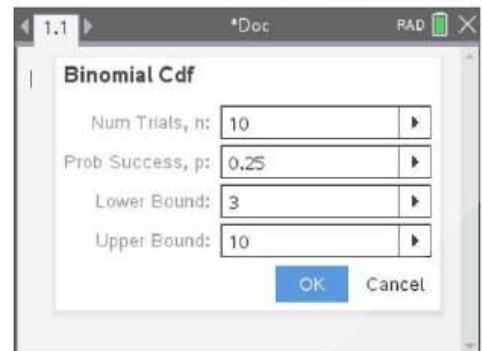 1.1 *Doc RAD
Binomial Cdf
Num Trials, n: 10
Prob Success, p: 0.25
Lower Bound: 3
Upper Bound: 10
OK Cancel